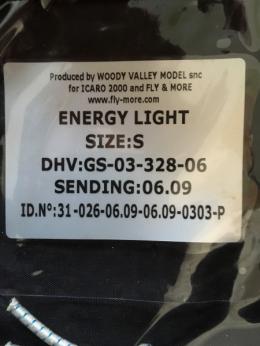 Produced by WOODY VALLEY MODEL snc
for ICARO 2000 and FLY & MORE
www.fly-more.com
ENERGY LIGHT
SIZE:S
DHV:GS-03-328-06
SENDING:06.09
ID.Nº:31-026-06.09-06.09-0303-P